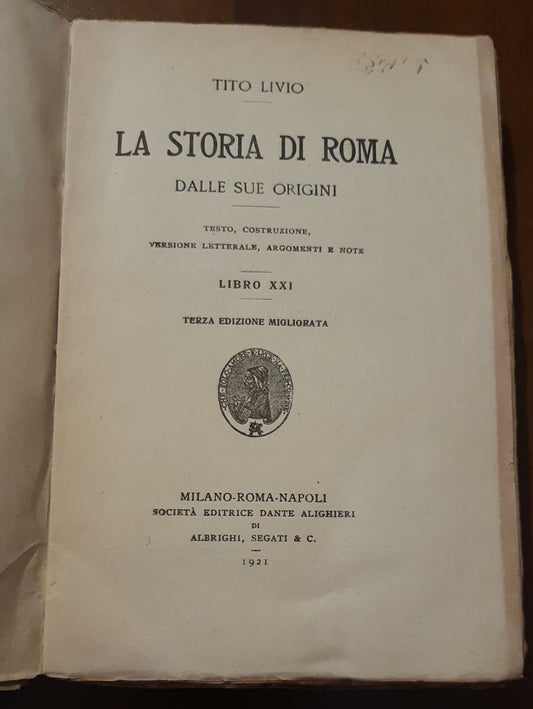 TITO LIVIO
LA STORIA DI ROMA
DALLE SUE ORIGINI
TESTO, COSTRUZIONE,
VERSIONE LETTERALE, ARGOMENTI E NOTE
LIBRO XXI
TERZA EDIZIONE MIGLIORATA
MILANO-ROMA-NAPOLI
SOCIETÀ EDITRICE DANTE ALIGHIERI
DI
ALBRIGHI, SEGATI & C.
1921